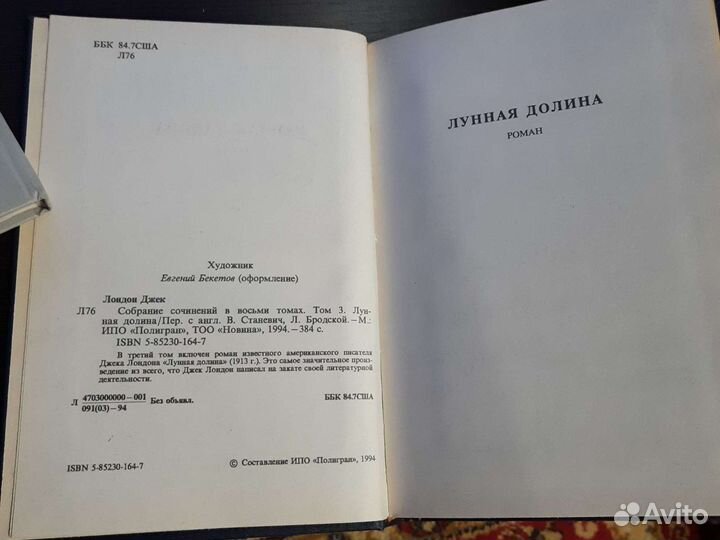 ББК 84.7США
Л76
Художник
Евгений Бекетов (оформление)
Лондон Джек
Л76 Собрание сочинений в восьми томах. Том 3. Лун-
ная долина/Пер. с англ. В. Станевич, Л. Бродской.—М.:
ИПО «Полигран», ТОО «Новина», 1994.—384 с.
ISBN 5-85230-164-7
В третий том включен роман известного американского писателя
Джека Лондона «Лунная долина» (1913 г.). Это самое значительное произ-
ведение из всего, что Джек Лондон написал на закате своей литературной
деятельности.
Л 4703000000—001
091(03)—94 Без объявл. ББК 84.7США
ISBN 5-85230-164-7
© Составление ИПО «Полигран», 1994
ЛУННАЯ ДОЛИНА
РОМАН
Avito